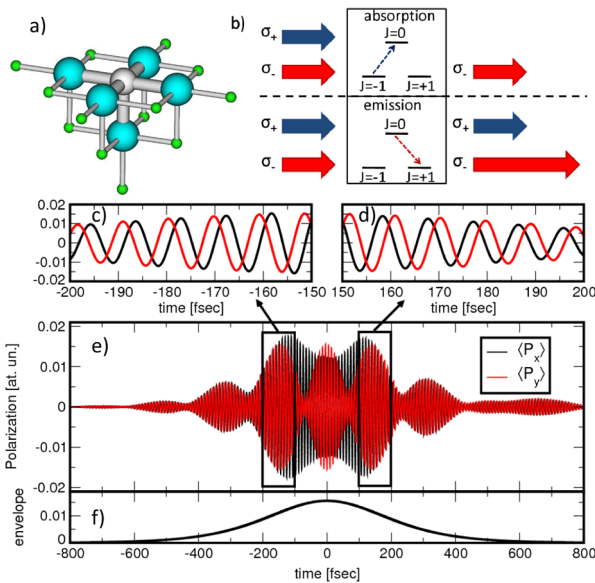 a)
b)
absorption
J=0
σ+
σ-
J=-1 J=+1
σ-
emission
J=0
σ+
σ+
σ-
J=-1 J=+1
σ-
c)
d)
0.02
0.01
0
-0.01
-0.02
-200 -190 -180 -170 -160 -150
time [fsec]
150 160 170 180 190 200
time [fsec]
e)
⟨Px⟩
⟨Py⟩
Polarization [at. un.]
0.02
0.01
0
-0.01
-0.02
f)
envelope
0.01
0.00
-800 -600 -400 -200 0 200 400 600 800
time [fsec]